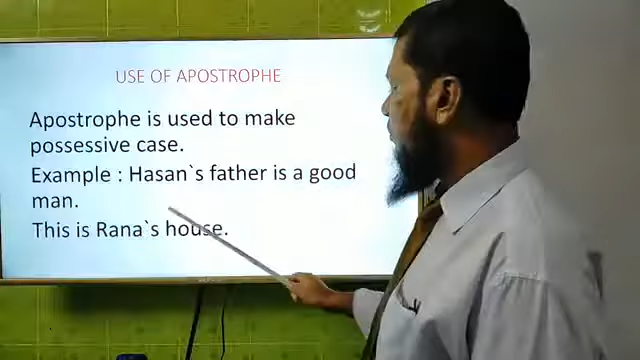 USE OF APOSTROPHE
Apostrophe is used to make
possessive case.
Example : Hasan`s father is a good
man.
This is Rana`s house.